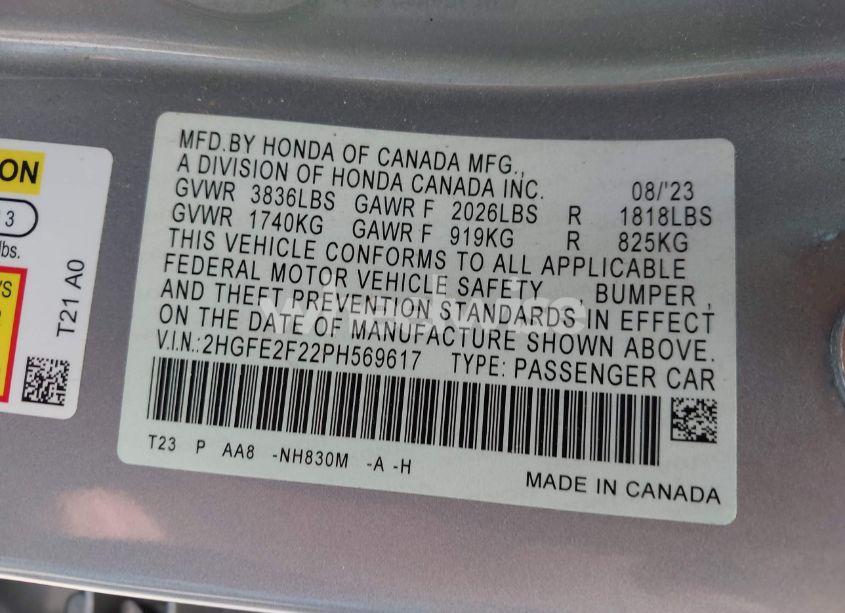 MFD.BY HONDA OF CANADA MFG.,
A DIVISION OF HONDA CANADA INC. 08/'23
GVWR 3836LBS GAWR F 2026LBS R 1818LBS
GVWR 1740KG GAWR F 919KG R 825KG
THIS VEHICLE CONFORMS TO ALL APPLICABLE
FEDERAL MOTOR VEHICLE SAFETY , BUMPER ,
AND THEFT PREVENTION STANDARDS IN EFFECT
ON THE DATE OF MANUFACTURE SHOWN ABOVE.
V.I.N.:2HGFE2F22PH569617 TYPE: PASSENGER CAR
T23 P AA8 -NH830M -A -H
MADE IN CANADA
ION
13
lbs.
T21 A0